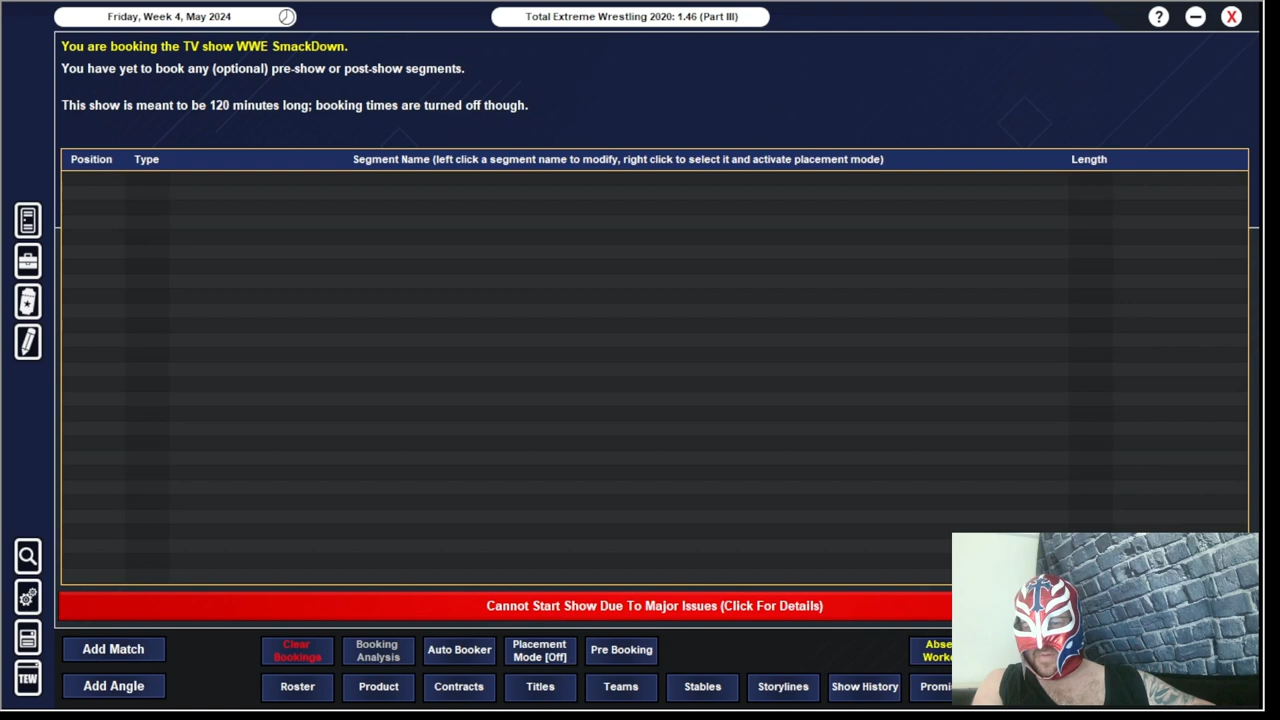 Friday, Week 4, May 2024
Total Extreme Wrestling 2020: 1.46 (Part III)
?
X
You are booking the TV show WWE SmackDown.
You have yet to book any (optional) pre-show or post-show segments.
This show is meant to be 120 minutes long; booking times are turned off though.
Position Type Segment Name (left click a segment name to modify, right click to select it and activate placement mode) Length
Cannot Start Show Due To Major Issues (Click For Details)
Add Match
Clear Bookings
Booking Analysis
Auto Booker
Placement Mode [Off]
Pre Booking
TEW
Add Angle
Roster
Product
Contracts
Titles
Teams
Stables
Storylines
Show History